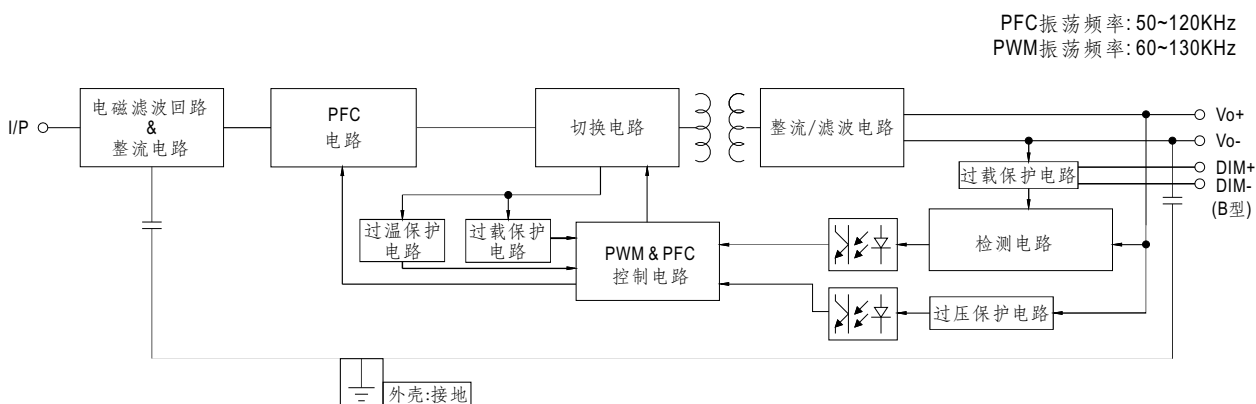 PFC振荡频率: 50~120KHz
PWM振荡频率: 60~130KHz
I/P
电磁滤波回路
&
整流电路
PFC
电路
切换电路
整流/滤波电路
Vo+
Vo-
DIM+
DIM-
(B型)
过载保护电路
过温保护
电路
过载保护
电路
PWM & PFC
控制电路
检测电路
过压保护电路
外壳:接地